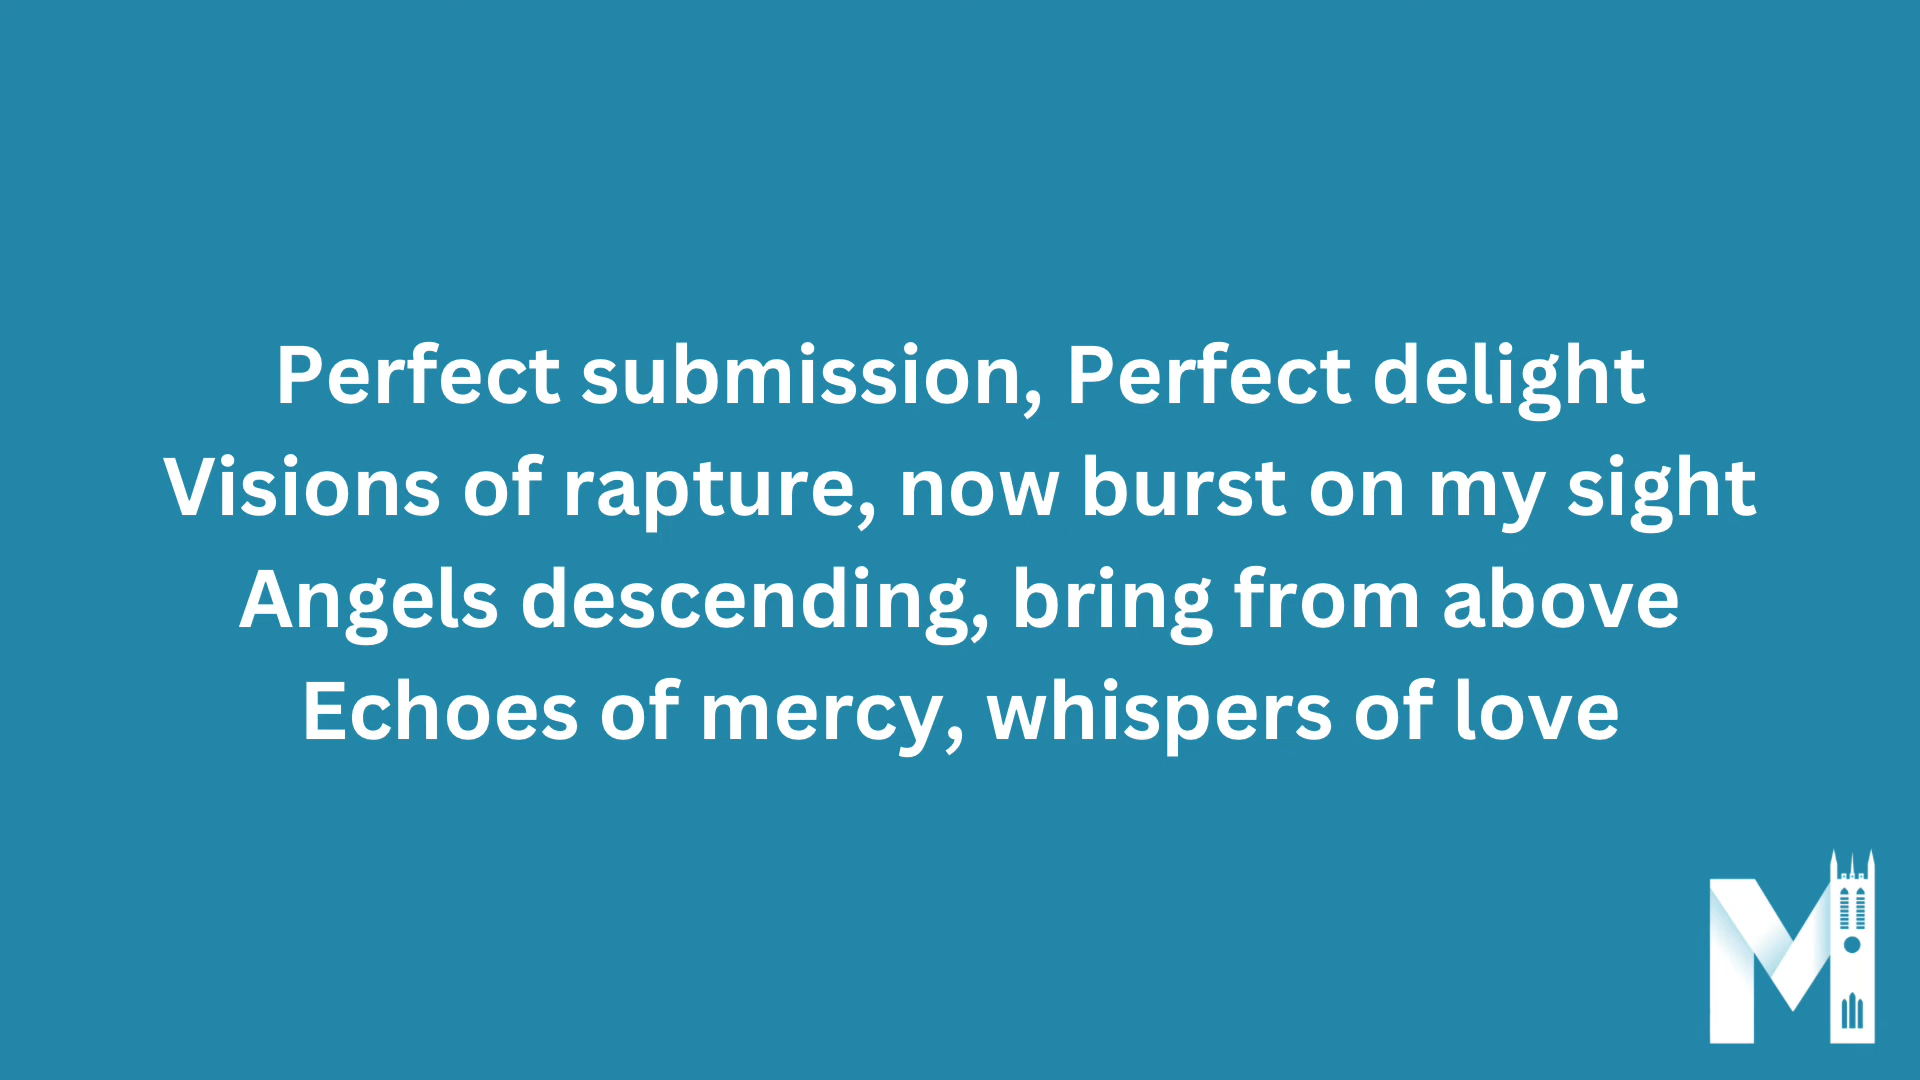 Perfect submission, Perfect delight
Visions of rapture, now burst on my sight
Angels descending, bring from above
Echoes of mercy, whispers of love
M